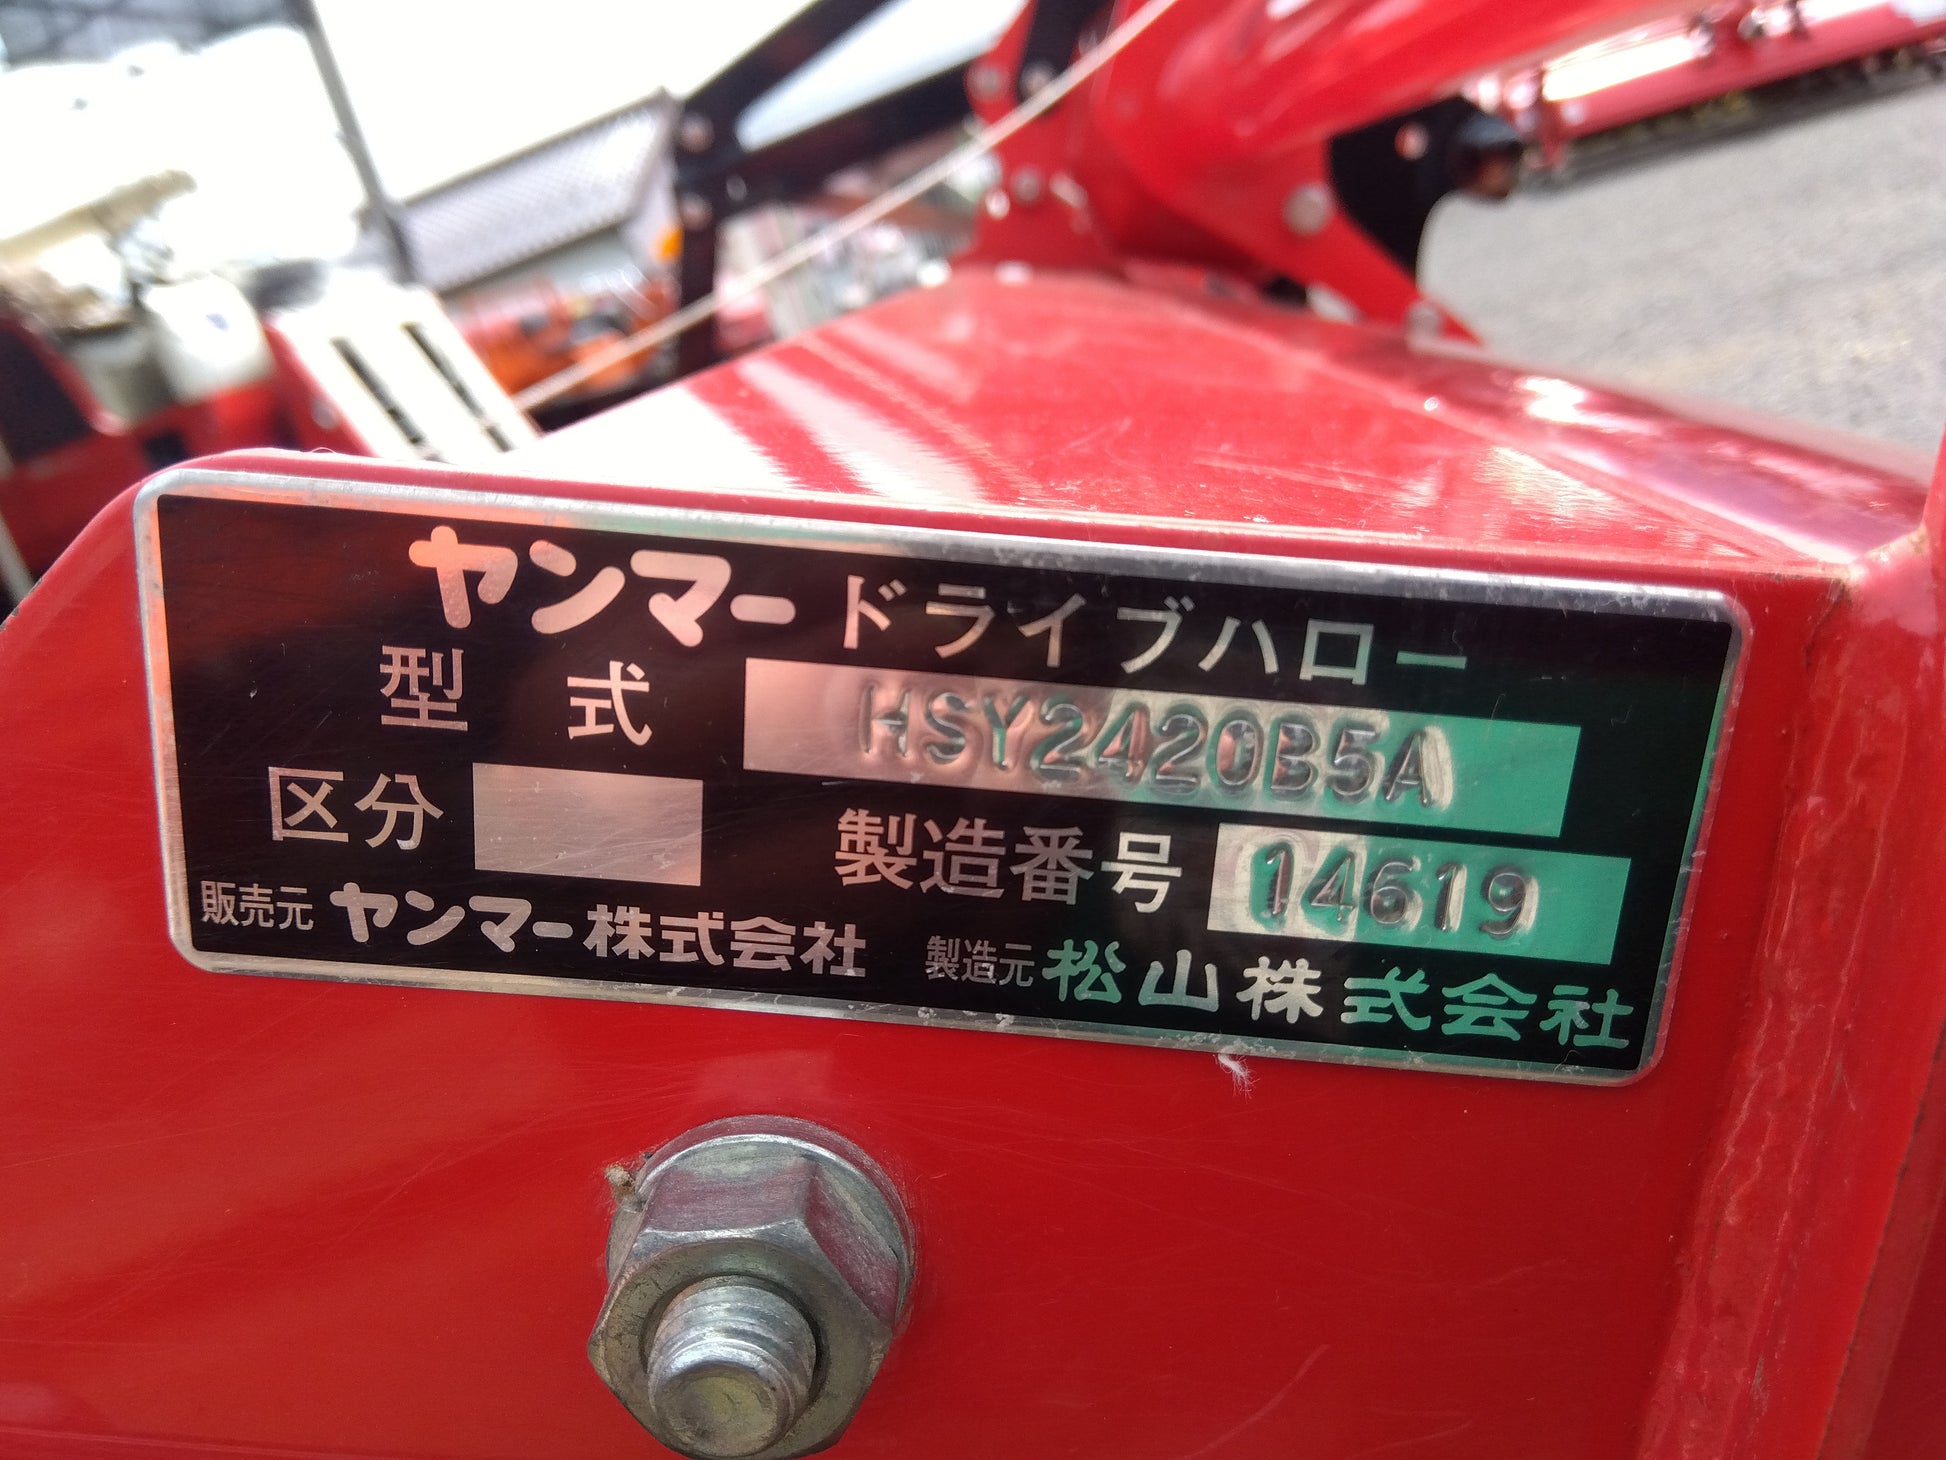 ヤンマー ドライブハロー
型式 HSY2420B5A
区分 製造番号 14619
販売元 ヤンマー株式会社 製造元 松山株式会社